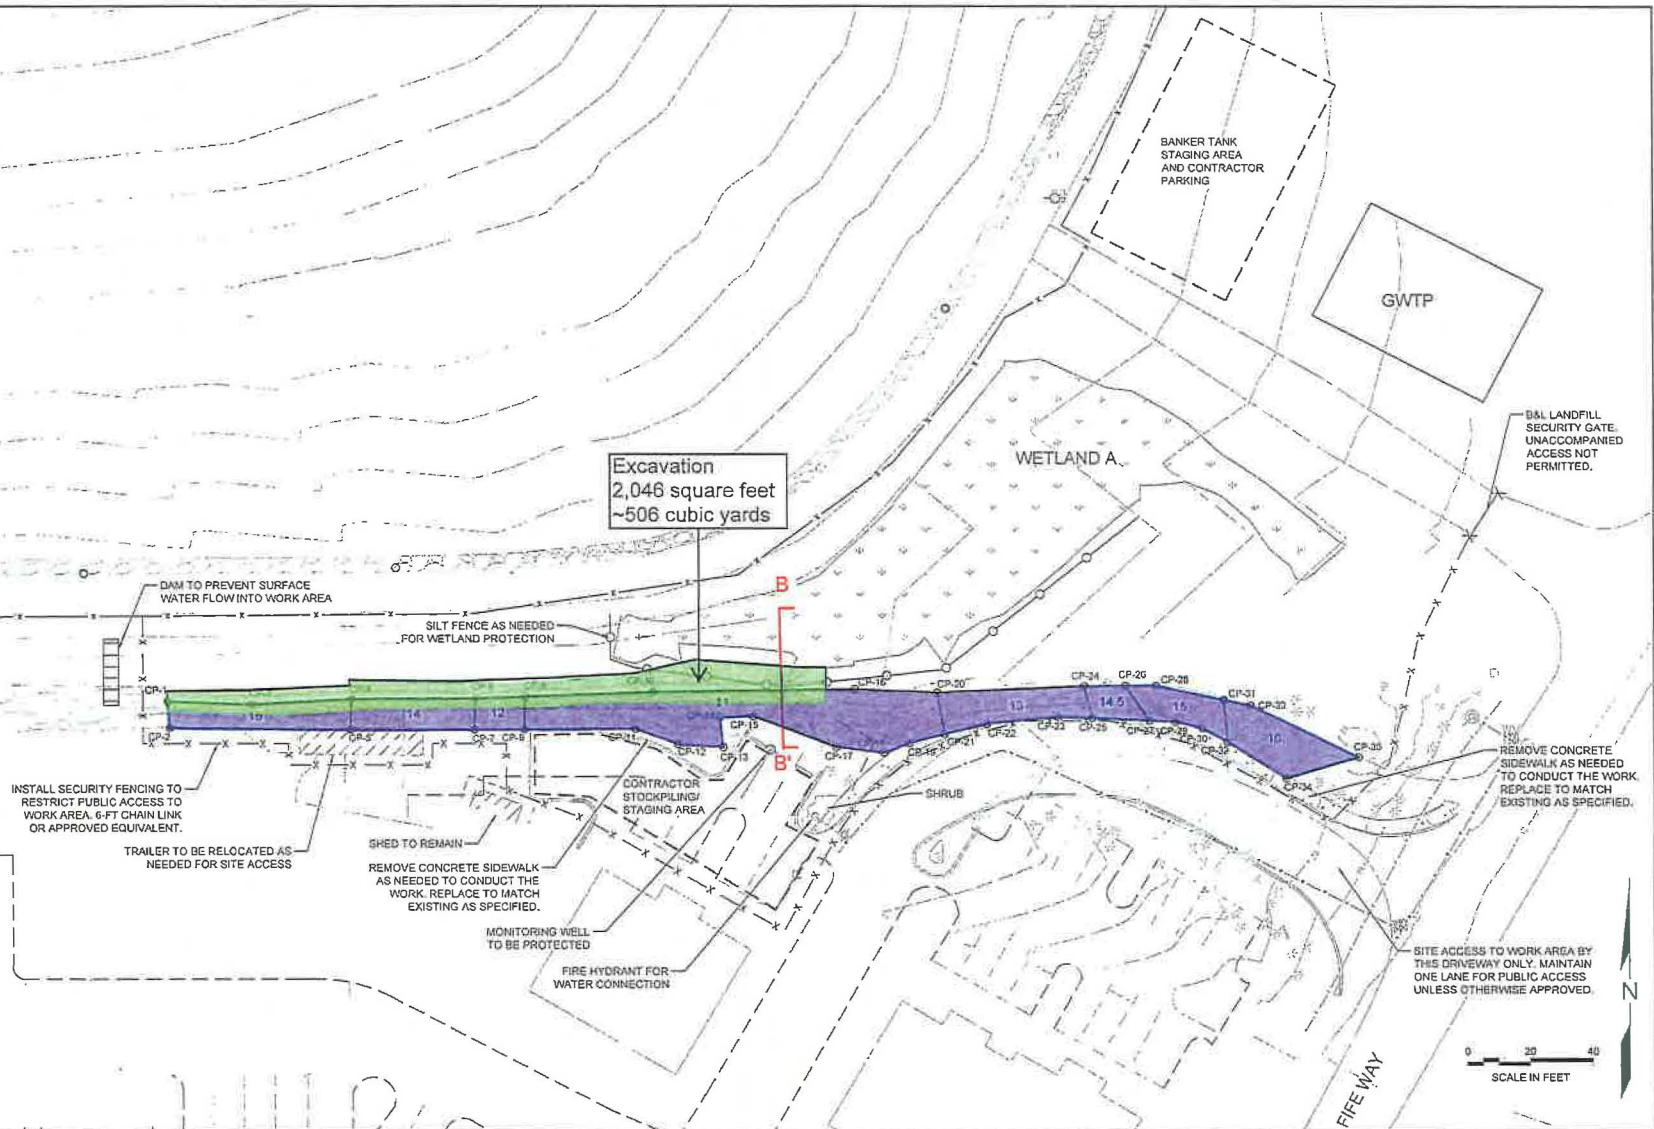 BANKER TANK
STAGING AREA
AND CONTRACTOR
PARKING
GWTP
B&L LANDFILL
SECURITY GATE.
UNACCOMPANIED
ACCESS NOT
PERMITTED.
WETLAND A
Excavation
2,046 square feet
~506 cubic yards
B
DAM TO PREVENT SURFACE
WATER FLOW INTO WORK AREA
SILT FENCE AS NEEDED
FOR WETLAND PROTECTION
CP-1
CP-16
CP-20
CP-24
CP-26
CP-28
CP-31
CP-33
14
12
11
13
14.5
15
CP-2
CP-5
CP-7
CP-11
CP-12
CP-13
CP-15
CP-17
CP-21
CP-22
CP-23
CP-32
CP-34
CP-35
B'
INSTALL SECURITY FENCING TO
RESTRICT PUBLIC ACCESS TO
WORK AREA. 6-FT CHAIN LINK
OR APPROVED EQUIVALENT.
TRAILER TO BE RELOCATED AS
NEEDED FOR SITE ACCESS
SHED TO REMAIN
CONTRACTOR
STOCKPILING/
STAGING AREA
SHRUB
REMOVE CONCRETE SIDEWALK
AS NEEDED TO CONDUCT THE
WORK. REPLACE TO MATCH
EXISTING AS SPECIFIED.
MONITORING WELL
TO BE PROTECTED
FIRE HYDRANT FOR
WATER CONNECTION
REMOVE CONCRETE
SIDEWALK AS NEEDED
TO CONDUCT THE WORK.
REPLACE TO MATCH
EXISTING AS SPECIFIED.
SITE ACCESS TO WORK AREA BY
THIS DRIVEWAY ONLY. MAINTAIN
ONE LANE FOR PUBLIC ACCESS
UNLESS OTHERWISE APPROVED.
N
0 20 40
SCALE IN FEET
FIFE WAY